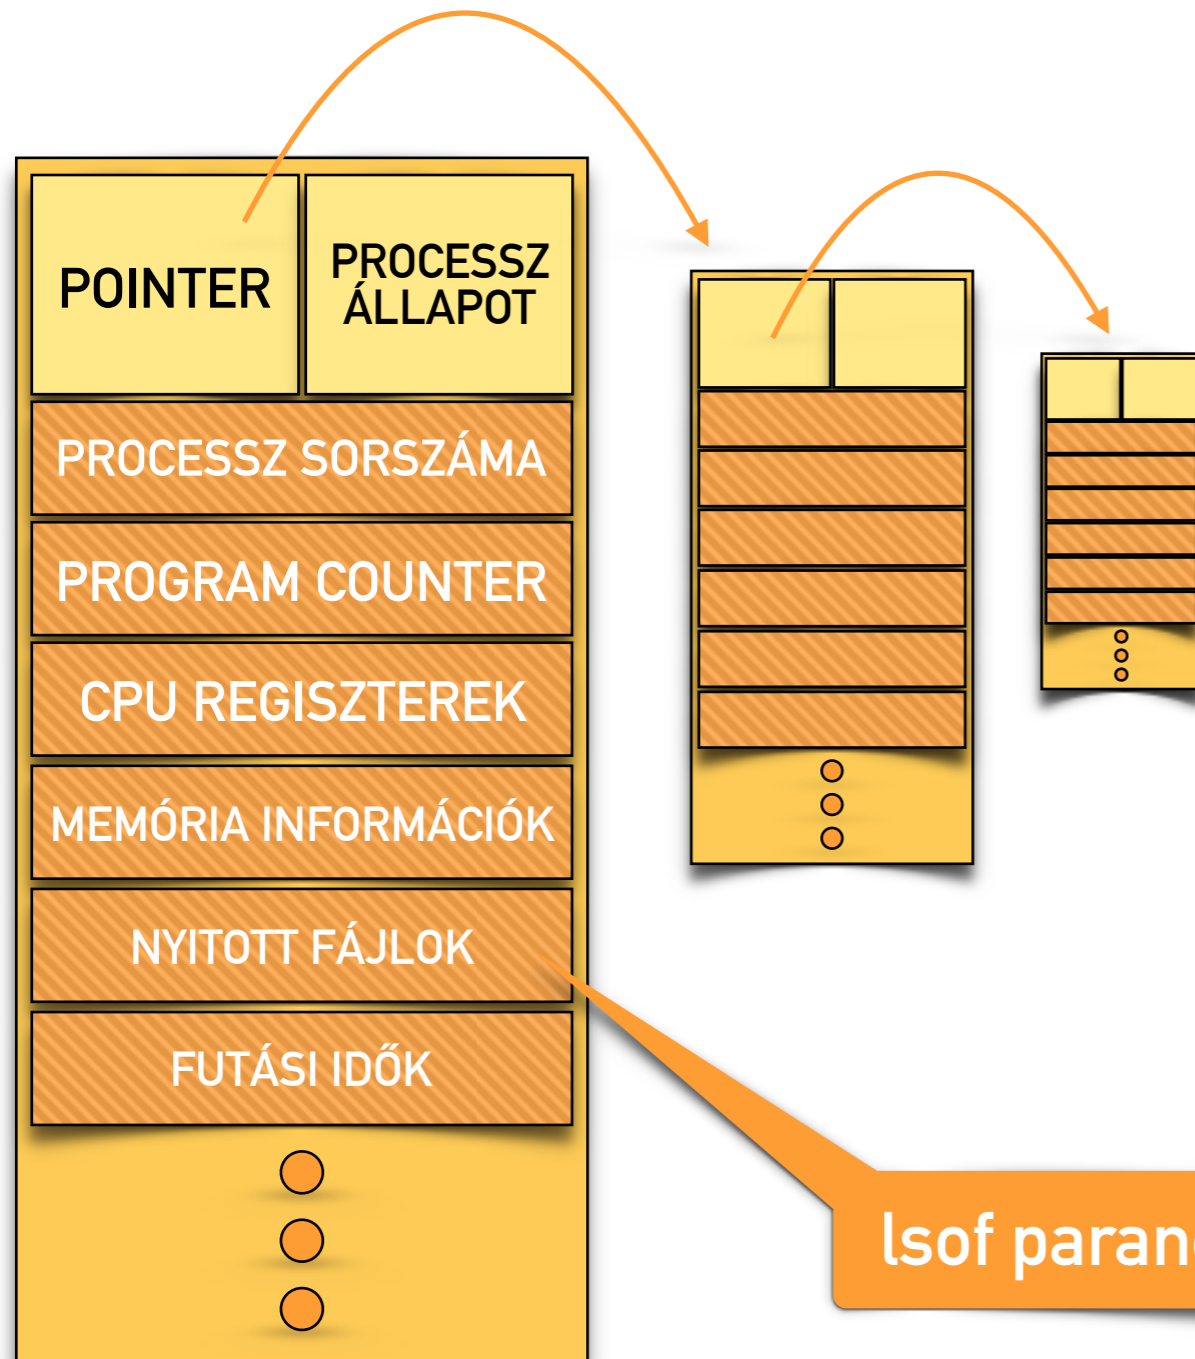 POINTER
PROCESSZ
ÁLLAPOT
PROCESSZ SORSZÁMA
PROGRAM COUNTER
CPU REGISZTEREK
MEMÓRIA INFORMÁCIÓK
NYITOTT FÁJLOK
FUTÁSI IDŐK
lsof